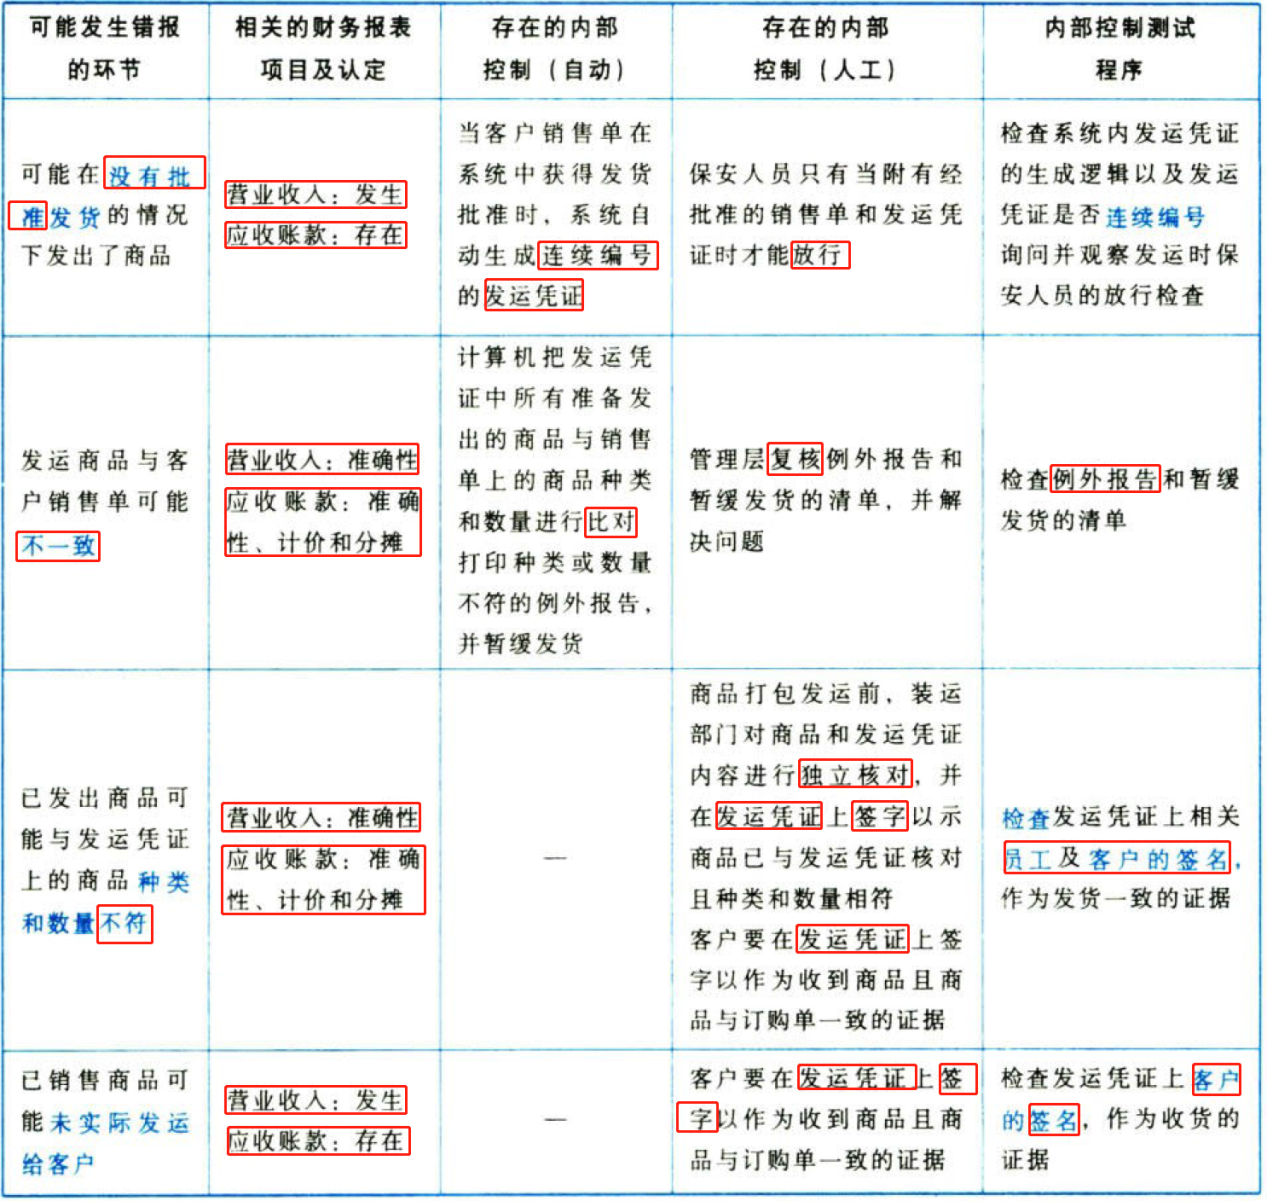 可能发生错报
的环节
相关的财务报表
项目及认定
存在的内部
控制（自动）
存在的内部
控制（人工）
内部控制测试
程序
可能在没有批
准发货的情况
下发出了商品
营业收入：发生
应收账款：存在
当客户销售单在
系统中获得发货
批准时，系统自
动生成连续编号
的发运凭证
保安人员只有当附有经
批准的销售单和发运凭
证时才能放行
检查系统内发运凭证
的生成逻辑以及发运
凭证是否连续编号
询问并观察发运时保
安人员的放行检查
发运商品与客
户销售单可能
不一致
营业收入：准确性
应收账款：准确
性、计价和分摊
计算机把发运凭
证中所有准备发
出的商品与销售
单上的商品种类
和数量进行比对
打印种类或数量
不符的例外报告，
并暂缓发货
管理层复核例外报告和
暂缓发货的清单，并解
决问题
检查例外报告和暂缓
发货的清单
已发出商品可
能与发运凭证
上的商品种类
和数量不符
营业收入：准确性
应收账款：准确
性、计价和分摊
—
商品打包发运前，装运
部门对商品和发运凭证
内容进行独立核对，并
在发运凭证上签字以示
商品已与发运凭证核对
且种类和数量相符
客户要在发运凭证上签
字以作为收到商品且商
品与订购单一致的证据
检查发运凭证上相关
员工及客户的签名，
作为发货一致的证据
已销售商品可
能未实际发运
给客户
营业收入：发生
应收账款：存在
—
客户要在发运凭证上签
字以作为收到商品且商
品与订购单一致的证据
检查发运凭证上客户
的签名，作为收货的
证据